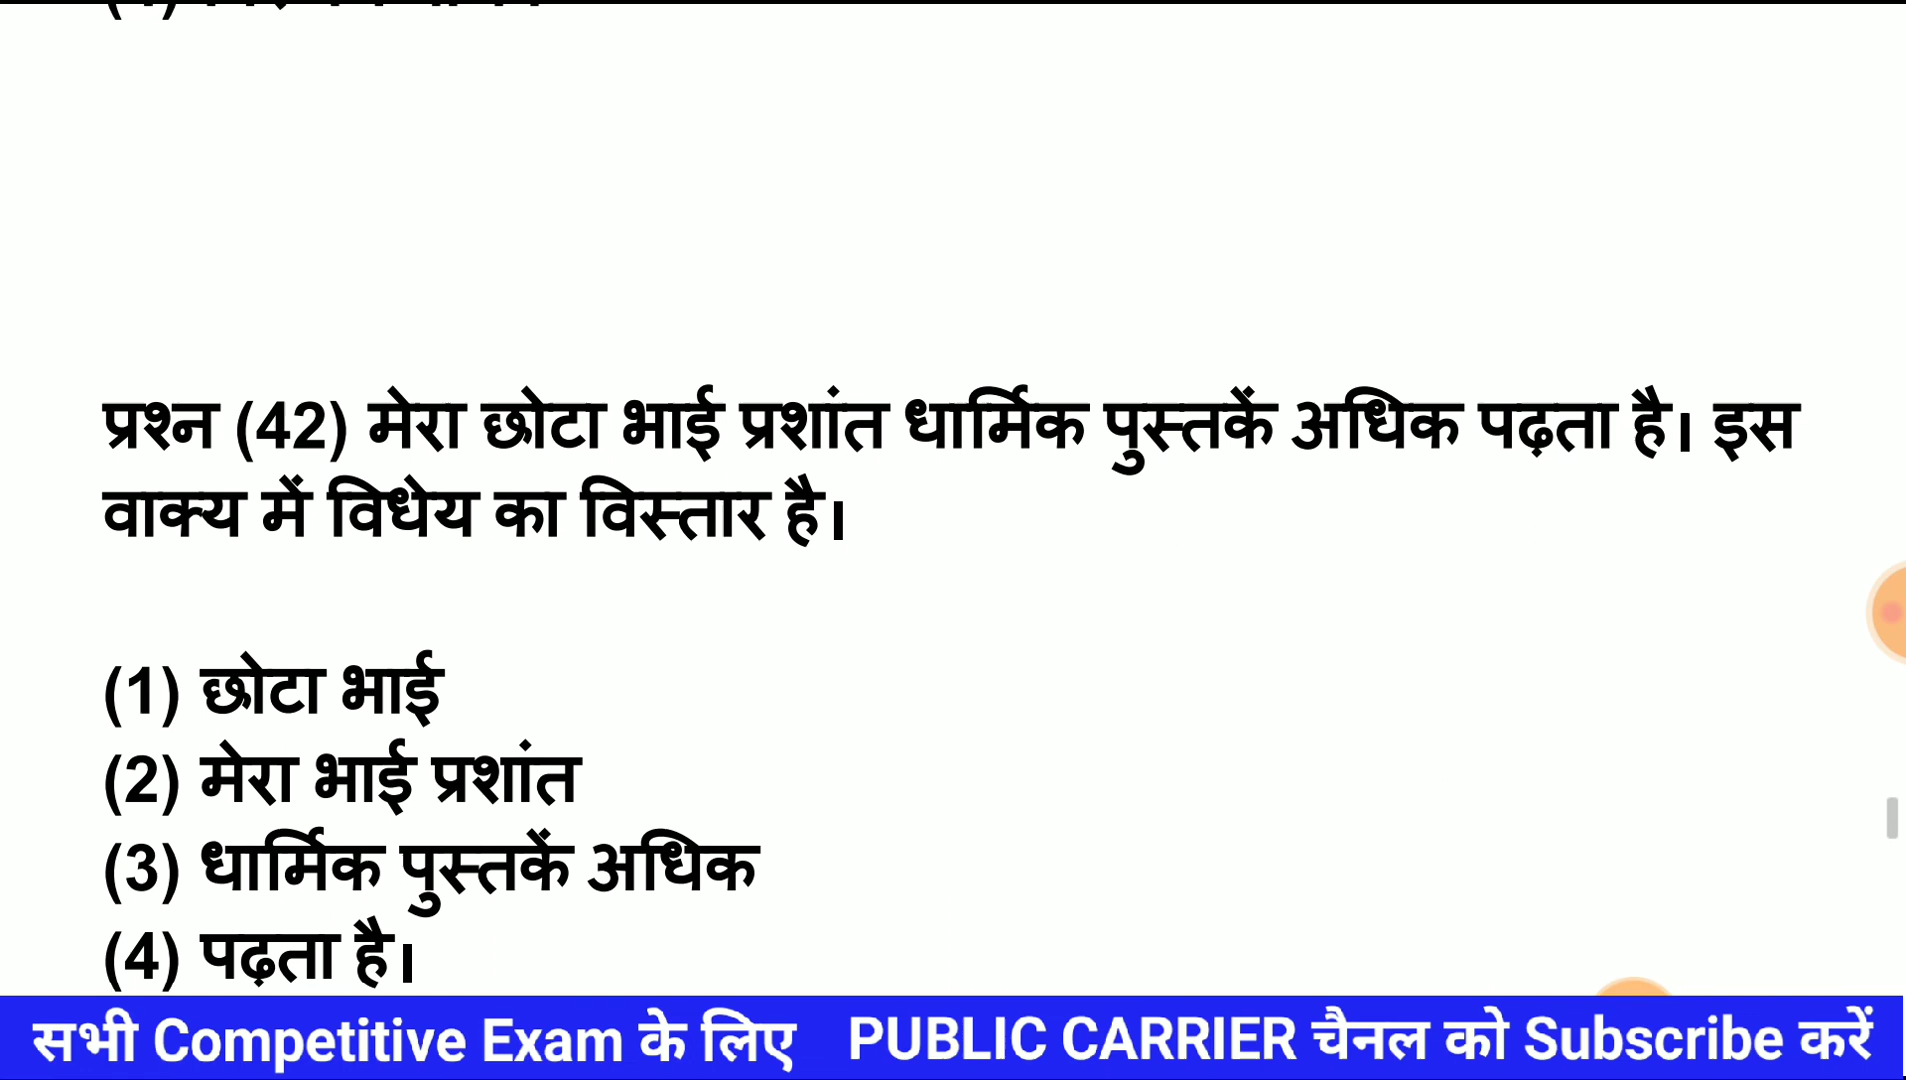 प्रश्न (42) मेरा छोटा भाई प्रशांत धार्मिक पुस्तकें अधिक पढ़ता है। इस
वाक्य में विधेय का विस्तार है।
(1) छोटा भाई
(2) मेरा भाई प्रशांत
(3) धार्मिक पुस्तकें अधिक
(4) पढ़ता है।
सभी Competitive Exam के लिए PUBLIC CARRIER चैनल को Subscribe करें